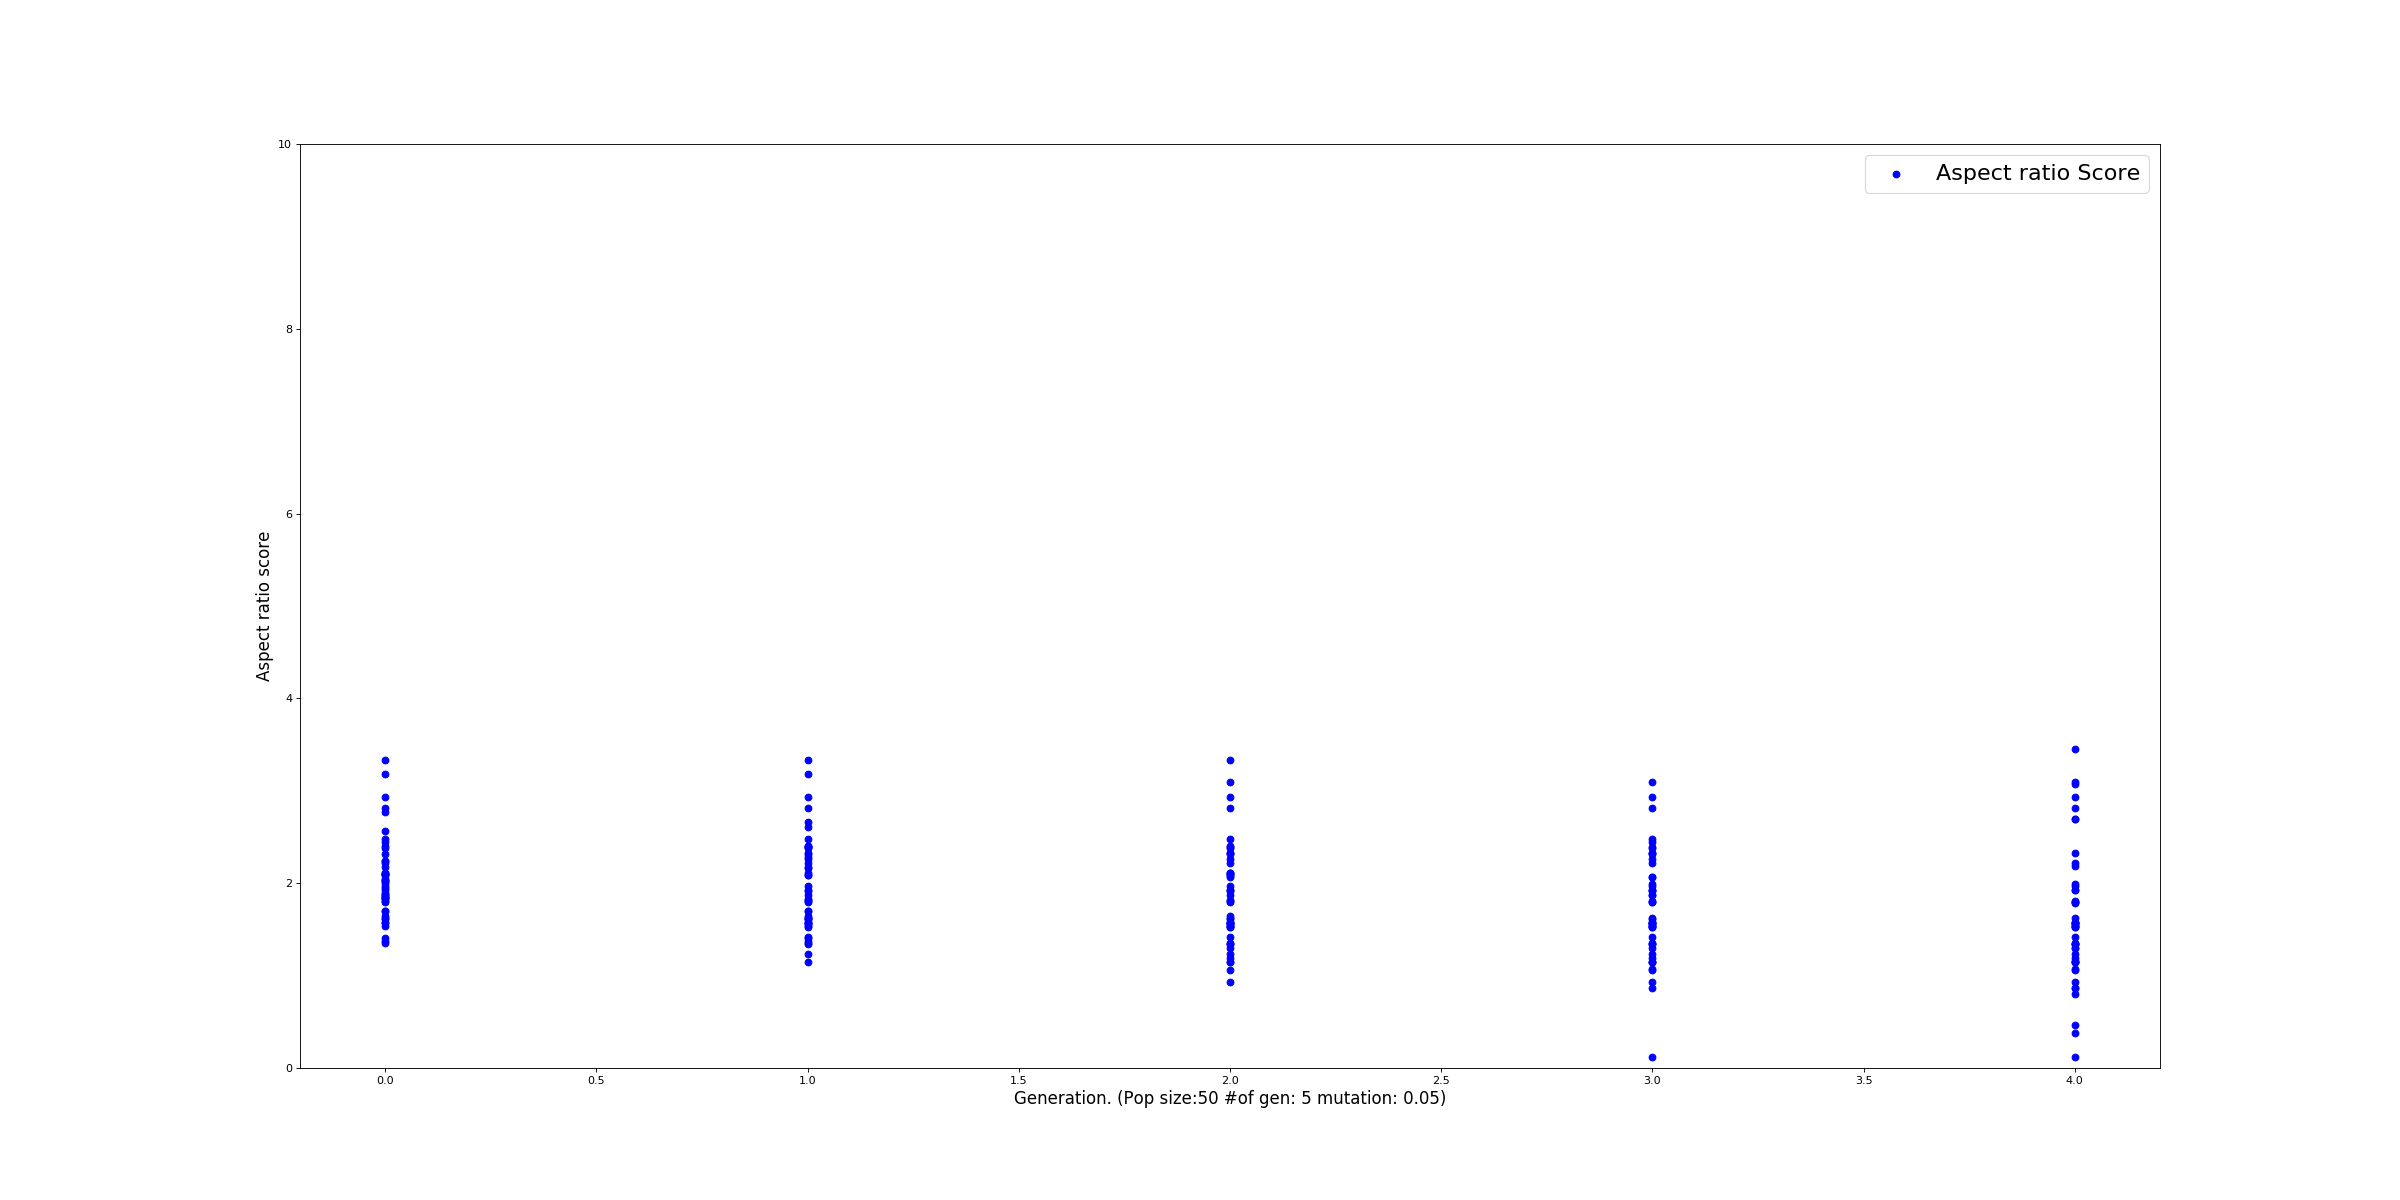 10
Aspect ratio Score
8
6
Aspect ratio score
4
2
0
0.0 0.5 1.0 1.5 2.0 2.5 3.0 3.5 4.0
Generation. (Pop size:50 #of gen: 5 mutation: 0.05)